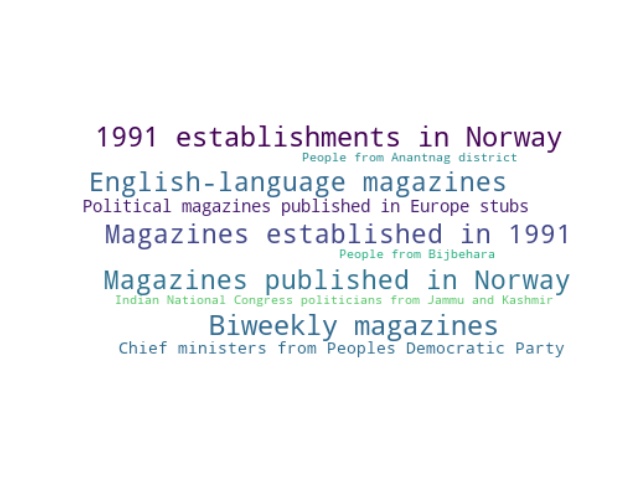 1991 establishments in Norway
People from Anantnag district
English-language magazines
Political magazines published in Europe stubs
Magazines established in 1991
People from Bijbehara
Magazines published in Norway
Indian National Congress politicians from Jammu and Kashmir
Biweekly magazines
Chief ministers from Peoples Democratic Party